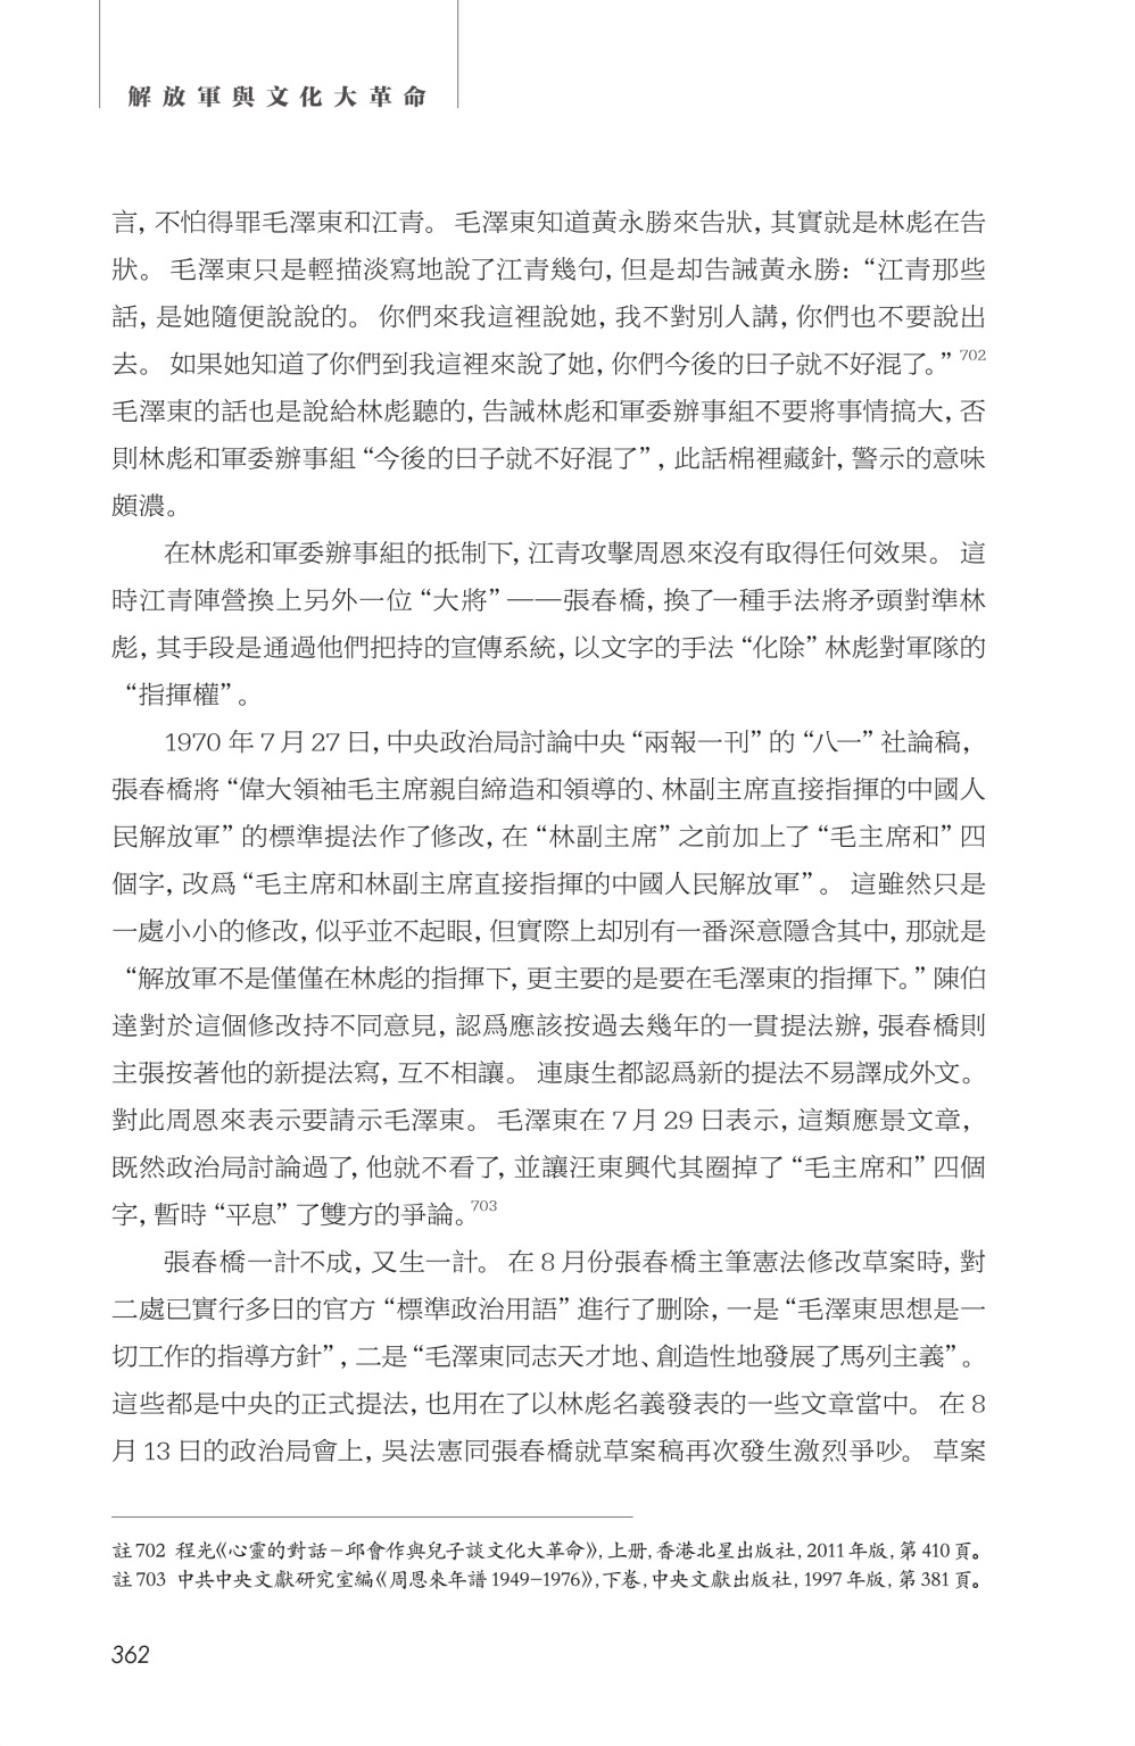 解放軍與文化大革命
言，不怕得罪毛澤東和江青。毛澤東知道黃永勝來告狀，其實就是林彪在告
狀。毛澤東只是輕描淡寫地說了江青幾句，但是却告誡黃永勝：“江青那些
話，是她隨便說說的。你們來我這裡說她，我不對別人講，你們也不要說出
去。如果她知道了你們到我這裡來說了她，你們今後的日子就不好混了。”702
毛澤東的話也是說給林彪聽的，告誡林彪和軍委辦事組不要將事情搞大，否
則林彪和軍委辦事組“今後的日子就不好混了”，此話棉裡藏針，警示的意味
頗濃。
在林彪和軍委辦事組的抵制下，江青攻擊周恩來沒有取得任何效果。這
時江青陣營換上另外一位“大將”——張春橋，換了一種手法將矛頭對準林
彪，其手段是通過他們把持的宣傳系統，以文字的手法“化除”林彪對軍隊的
“指揮權”。
1970 年 7 月 27 日，中央政治局討論中央“兩報一刊”的“八一”社論稿，
張春橋將“偉大領袖毛主席親自締造和領導的、林副主席直接指揮的中國人
民解放軍”的標準提法作了修改，在“林副主席”之前加上了“毛主席和”四
個字，改爲“毛主席和林副主席直接指揮的中國人民解放軍”。這雖然只是
一處小小的修改，似乎並不起眼，但實際上却別有一番深意隱含其中，那就是
“解放軍不是僅僅在林彪的指揮下，更主要的是要在毛澤東的指揮下。”陳伯
達對於這個修改持不同意見，認爲應該按過去幾年的一貫提法辦，張春橋則
主張按著他的新提法寫，互不相讓。連康生都認爲新的提法不易譯成外文。
對此周恩來表示要請示毛澤東。毛澤東在 7 月 29 日表示，這類應景文章，
既然政治局討論過了，他就不看了，並讓汪東興代其圈掉了“毛主席和”四個
字，暫時“平息”了雙方的爭論。703
張春橋一計不成，又生一計。在 8 月份張春橋主筆憲法修改草案時，對
二處已實行多日的官方“標準政治用語”進行了刪除，一是“毛澤東思想是一
切工作的指導方針”，二是“毛澤東同志天才地、創造性地發展了馬列主義”。
這些都是中央的正式提法，也用在了以林彪名義發表的一些文章當中。在 8
月 13 日的政治局會上，吳法憲同張春橋就草案稿再次發生激烈爭吵。草案
註702 程光《心靈的對話－邱會作與兒子談文化大革命》，上册，香港北星出版社，2011年版，第 410 頁。
註703 中共中央文獻研究室編《周恩來年譜1949–1976》，下卷，中央文獻出版社，1997 年版，第 381 頁。
362